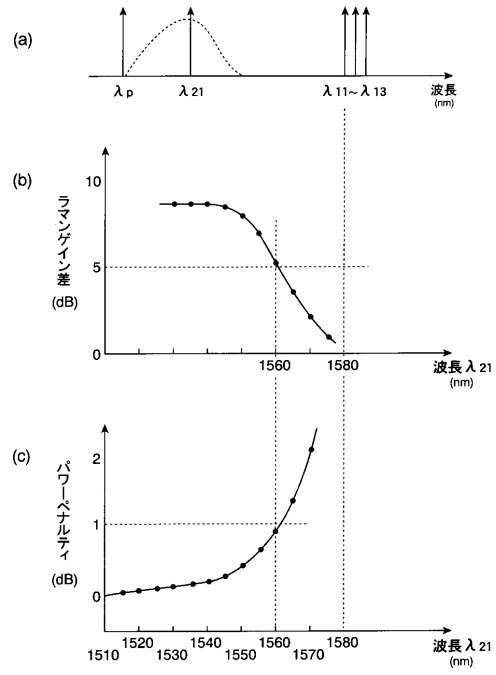 (a)
λp
λ21
λ11~λ13
波長
(nm)
(b)
ラマンゲイン差
(dB)
10
5
0
1560
1580
波長λ21
(nm)
(c)
パワーペナルティ
(dB)
2
1
0
1510
1520
1530
1540
1550
1560
1570
1580
波長λ21
(nm)